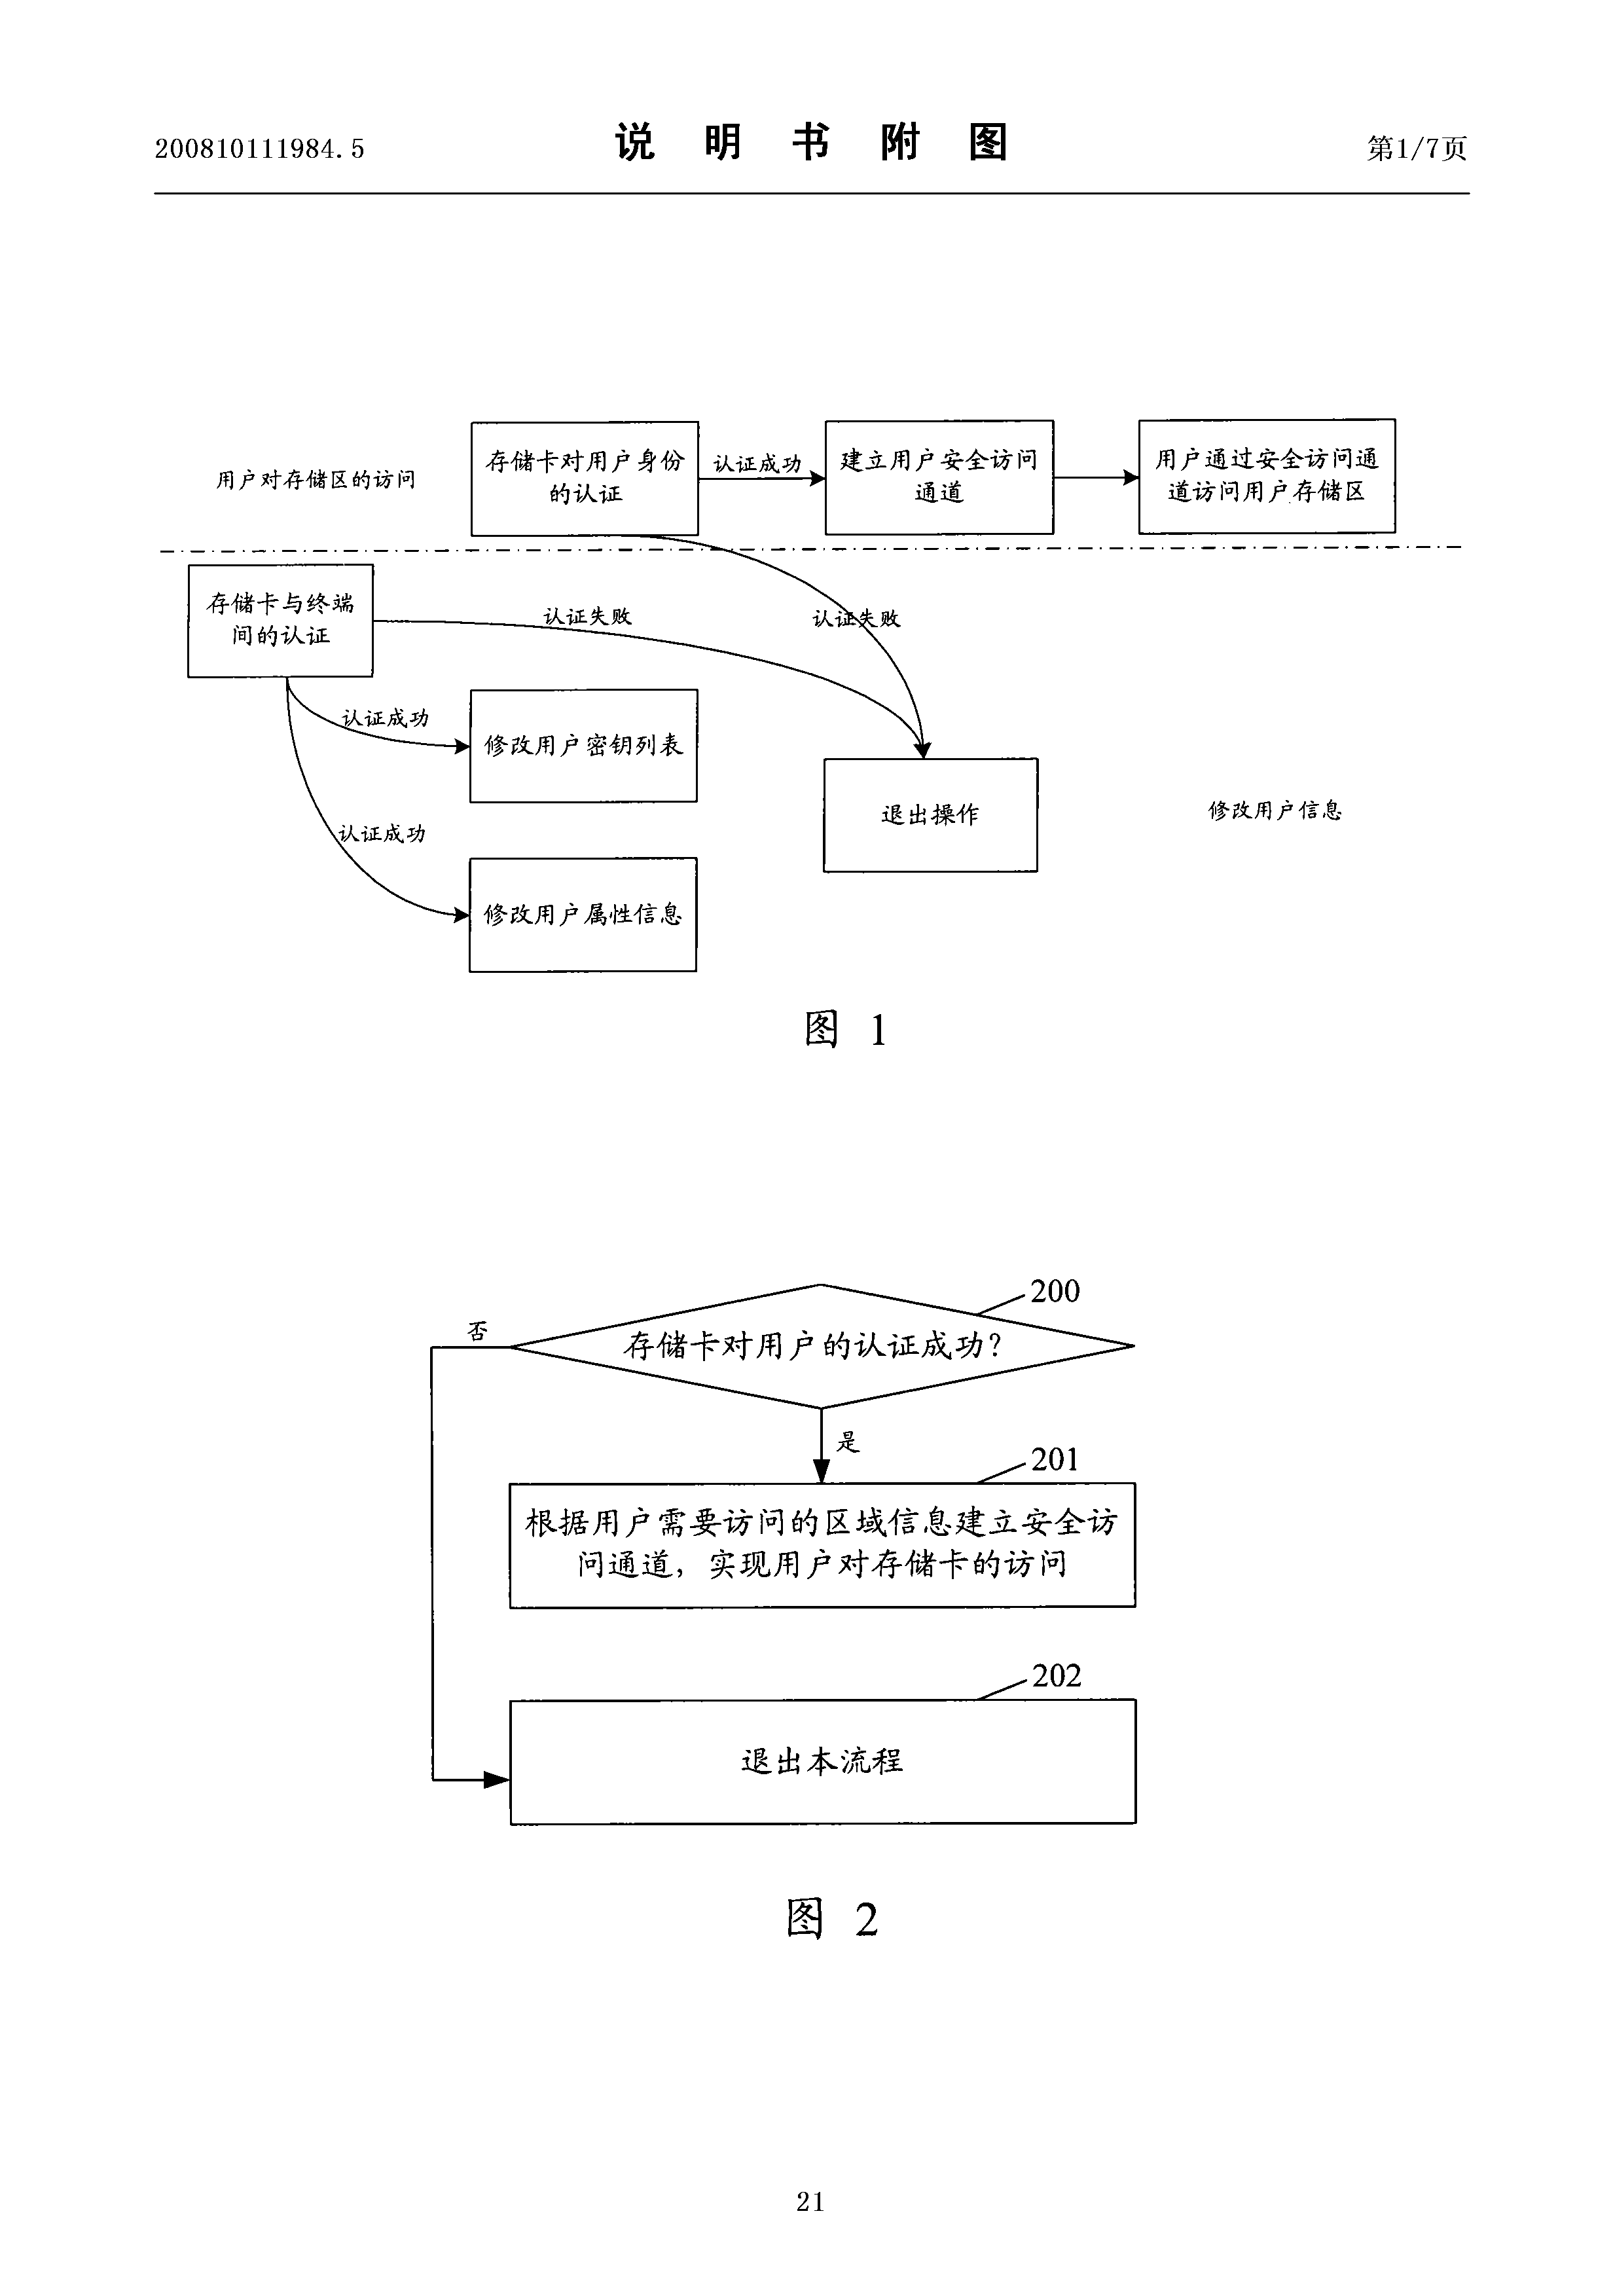 200810111984.5
说明书附图
第1/7页
用户对存储区的访问
存储卡对用户身份
的认证
认证成功
建立用户安全访问
通道
用户通过安全访问通
道访问用户存储区
存储卡与终端
间的认证
认证失败
认证失败
认证成功
修改用户密钥列表
退出操作
修改用户信息
认证成功
修改用户属性信息
图 1
200
否
存储卡对用户的认证成功？
是
201
根据用户需要访问的区域信息建立安全访
问通道，实现用户对存储卡的访问
202
退出本流程
图 2
21